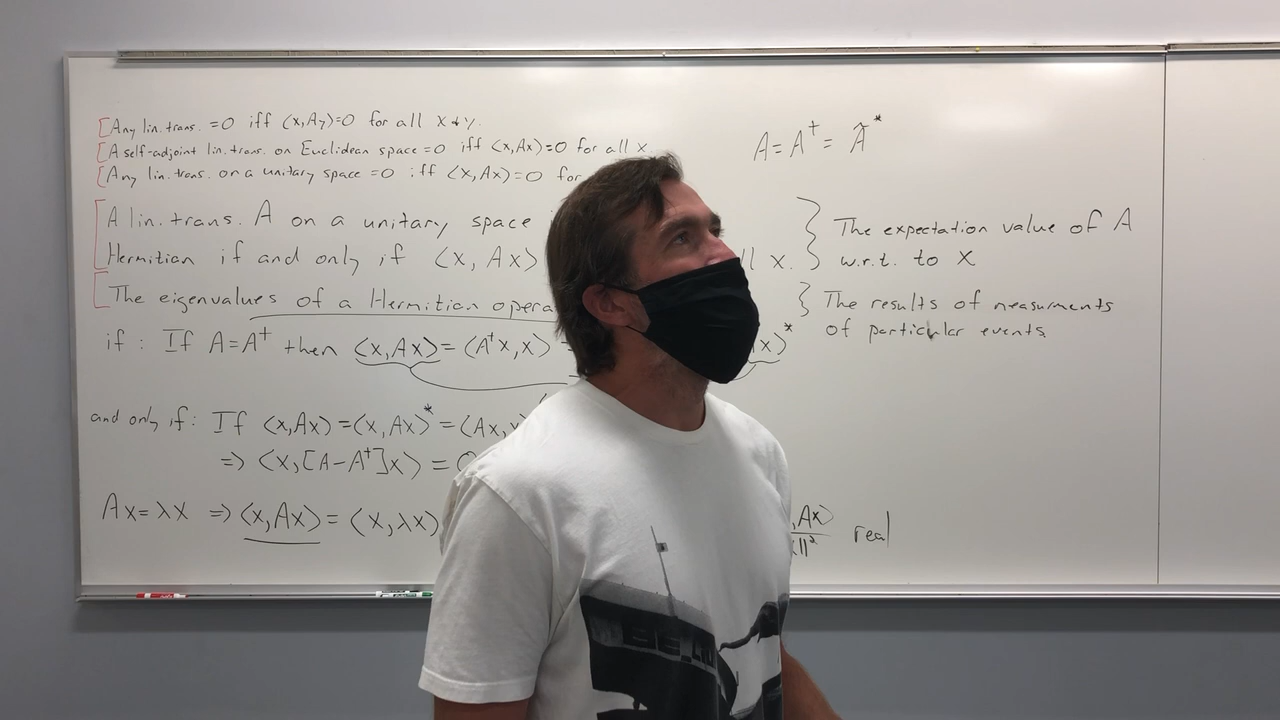 Any lin. trans. =0 iff ⟨x,Ay⟩=0 for all x & y.
A self-adjoint lin. trans. on Euclidean space =0 iff ⟨x,Ax⟩=0 for all x
Any lin. trans. on a unitary space =0 iff ⟨x,Ax⟩=0 for
A lin. trans. A on a unitary space
Hermitian if and only if ⟨x, Ax⟩ ll x.
The eigenvalues of a Hermitian opera
if : If A=A† then ⟨x,Ax⟩=⟨A†x,x⟩ x⟩*
and only if: If ⟨x,Ax⟩=⟨x,Ax⟩*=⟨Ax,x
=> ⟨x,[A-A†]x⟩ = 0
Ax=λx => ⟨x,Ax⟩ = ⟨x,λx⟩ ,Ax⟩ real
||²
A=A†=Ã*
The expectation value of A
w.r.t. to x
The results of measurments
of particular events
BE